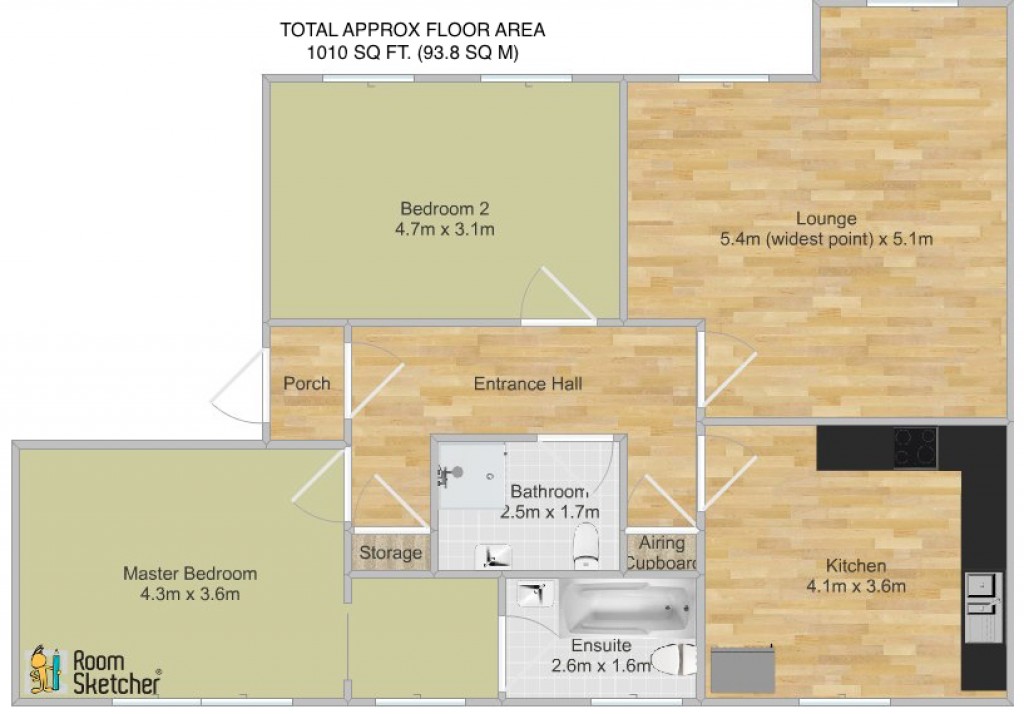 TOTAL APPROX FLOOR AREA
1010 SQ FT. (93.8 SQ M)
Bedroom 2
4.7m x 3.1m
Lounge
5.4m (widest point) x 5.1m
Porch
Entrance Hall
Bathroom
2.5m x 1.7m
Storage
Airing
Cupboard
Master Bedroom
4.3m x 3.6m
Kitchen
4.1m x 3.6m
Ensuite
2.6m x 1.6m
Room
Sketcher®